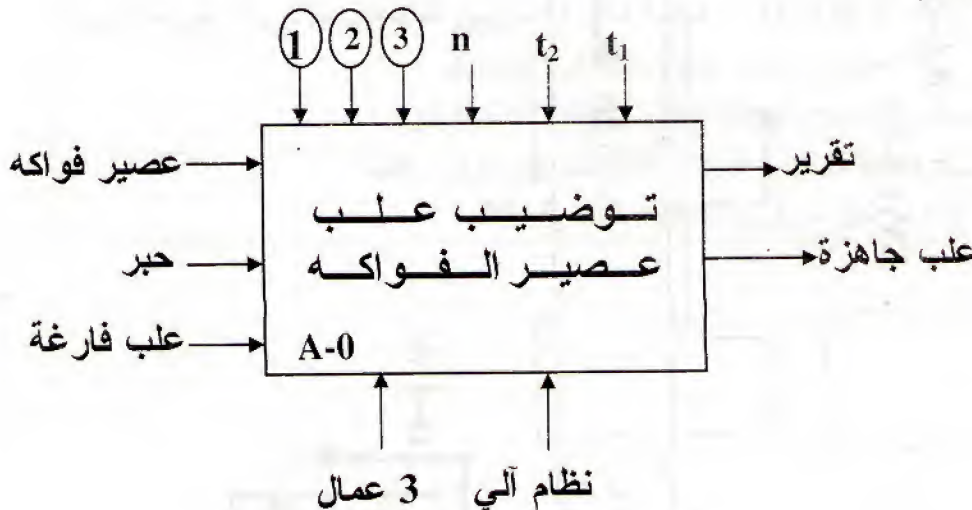 1 2 3 n t2 t1
عصير فواكه
تقرير
توضيب علب
عصير الفواكه
حبر
علب جاهزة
علب فارغة
A-0
3 عمال
نظام آلي